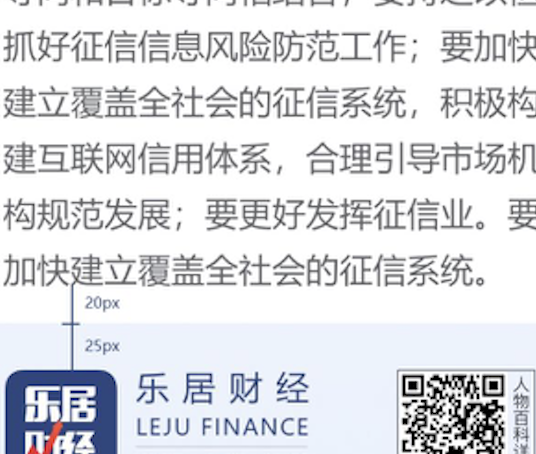 抓好征信信息风险防范工作；要加快
建立覆盖全社会的征信系统，积极构
建互联网信用体系，合理引导市场机
构规范发展；要更好发挥征信业。要
加快建立覆盖全社会的征信系统。
20px
25px
乐居财经
乐居财经
LEJU FINANCE
人物百科详